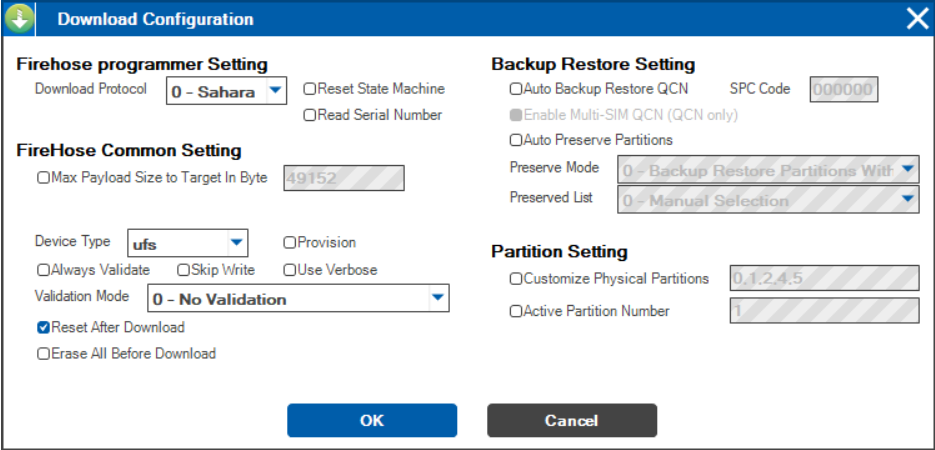 Download Configuration
Firehose programmer Setting
Download Protocol 0 - Sahara Reset State Machine
Read Serial Number
FireHose Common Setting
Max Payload Size to Target In Byte 49152
Device Type ufs Provision
Always Validate Skip Write Use Verbose
Validation Mode 0 - No Validation
Reset After Download
Erase All Before Download
Backup Restore Setting
Auto Backup Restore QCN SPC Code 000000
Enable Multi-SIM QCN (QCN only)
Auto Preserve Partitions
Preserve Mode 0 - Backup Restore Partitions With
Preserved List 0 - Manual Selection
Partition Setting
Customize Physical Partitions 0,1,2,4,5
Active Partition Number 1
OK Cancel